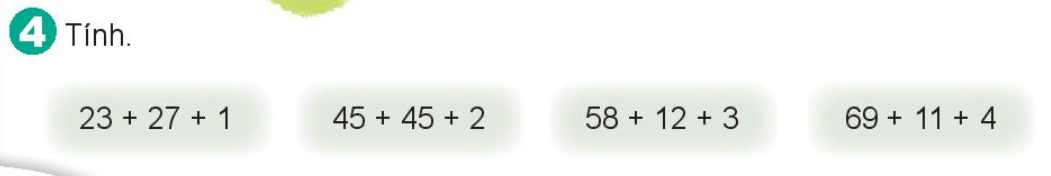 4 Tính.
23 + 27 + 1 45 + 45 + 2 58 + 12 + 3 69 + 11 + 4